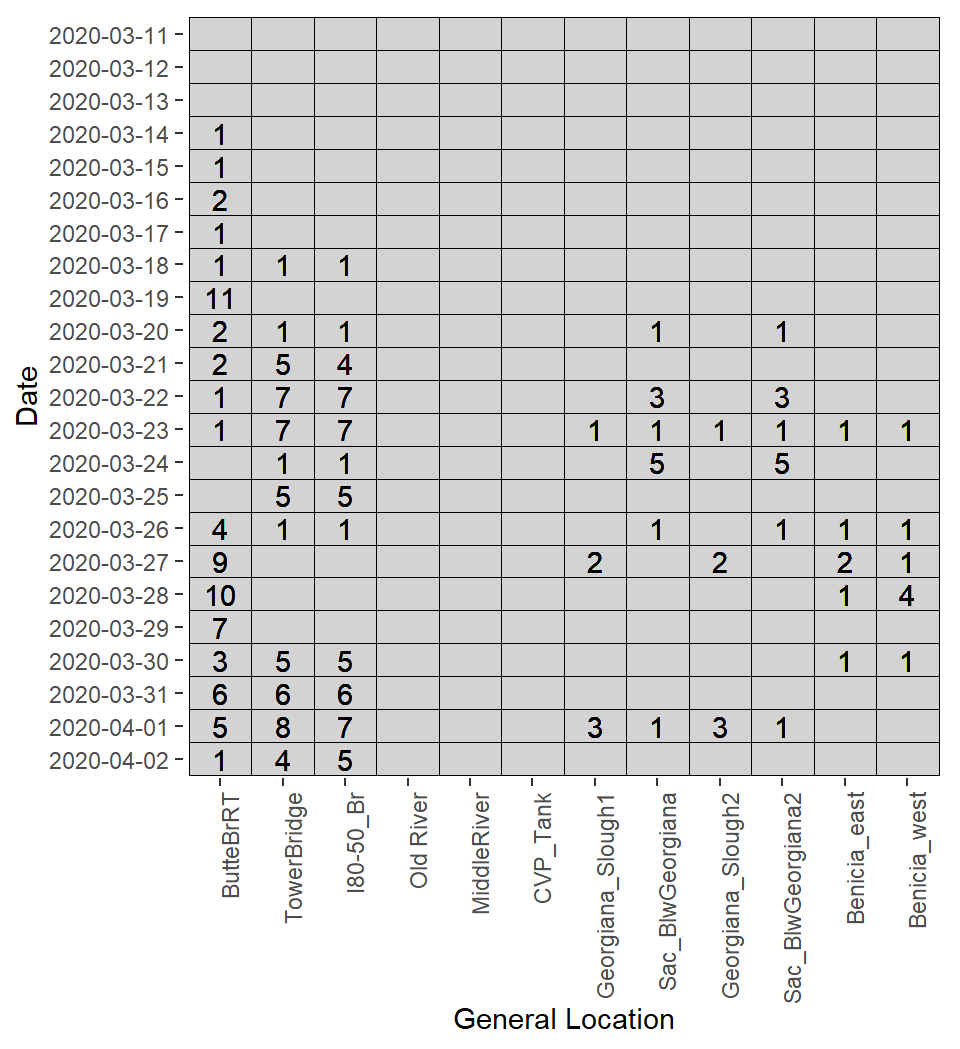 2020-03-11
2020-03-12
2020-03-13
2020-03-14 1
2020-03-15 1
2020-03-16 2
2020-03-17 1
2020-03-18 1 1 1
2020-03-19 11
2020-03-20 2 1 1 1 1
2020-03-21 2 5 4
2020-03-22 1 7 7 3 3
2020-03-23 1 7 7 1 1 1 1 1 1
2020-03-24 1 1 5 5
2020-03-25 5 5
2020-03-26 4 1 1 1 1 1 1
2020-03-27 9 2 2 2 1
2020-03-28 10 1 4
2020-03-29 7
2020-03-30 3 5 5 1 1
2020-03-31 6 6 6
2020-04-01 5 8 7 3 1 3 1
2020-04-02 1 4 5
Date
ButteBrRT
TowerBridge
I80-50_Br
Old River
MiddleRiver
CVP_Tank
Georgiana_Slough1
Sac_BlwGeorgiana
Georgiana_Slough2
Sac_BlwGeorgiana2
Benicia_east
Benicia_west
General Location